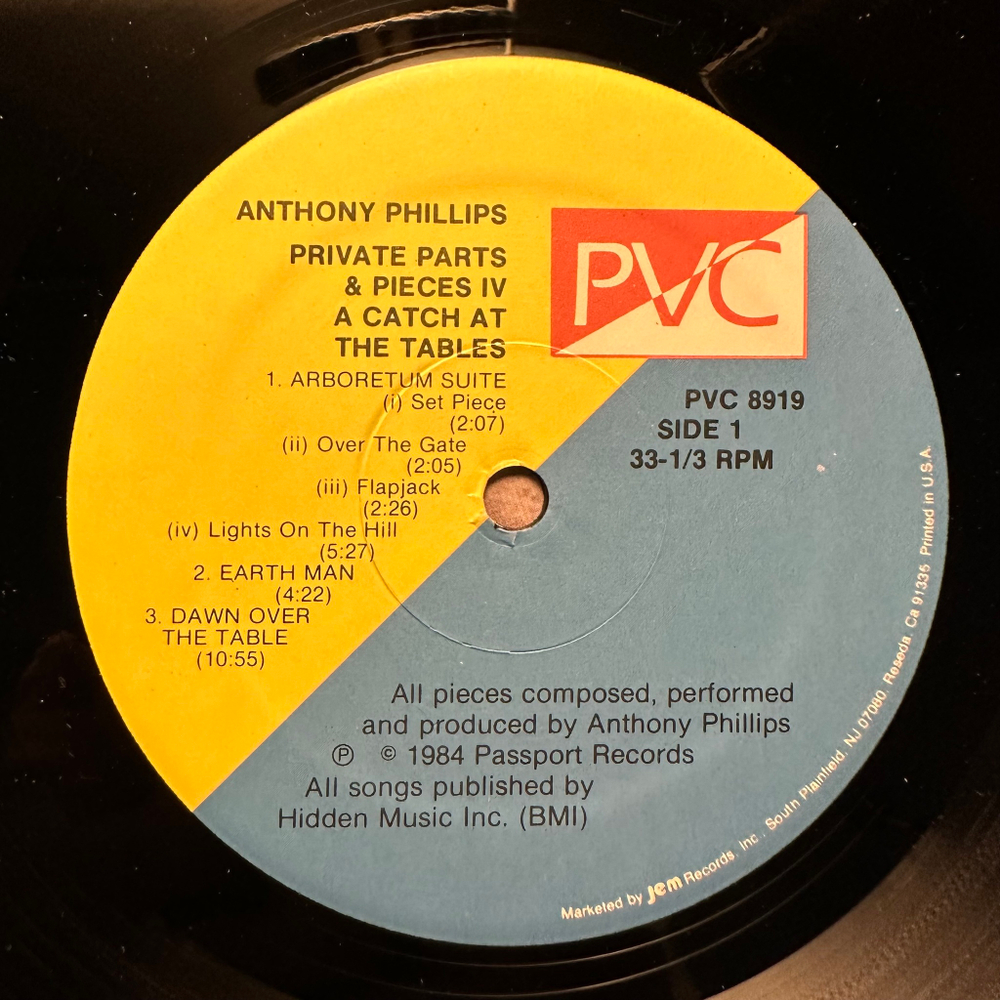 ANTHONY PHILLIPS
PRIVATE PARTS
& PIECES IV
A CATCH AT
THE TABLES
1. ARBORETUM SUITE
(i) Set Piece
(2:07)
(ii) Over The Gate
(2:05)
(iii) Flapjack
(2:26)
(iv) Lights On The Hill
(5:27)
2. EARTH MAN
(4:22)
3. DAWN OVER
THE TABLE
(10:55)
PVC
PVC 8919
SIDE 1
33-1/3 RPM
All pieces composed, performed
and produced by Anthony Phillips
℗ © 1984 Passport Records
All songs published by
Hidden Music Inc. (BMI)
Marketed by Jem Records, Inc., South Plainfield, NJ 07080, Reseda, Ca 91335 Printed in U.S.A.